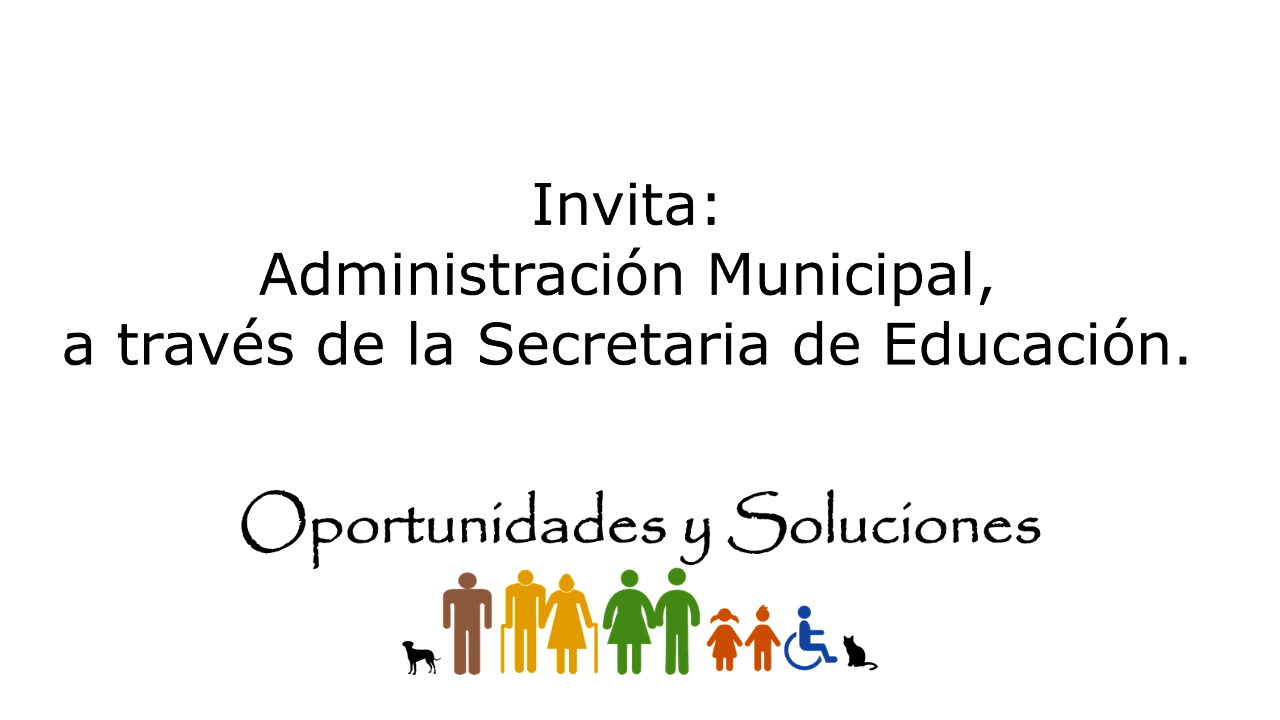 Invita:
Administración Municipal,
a través de la Secretaria de Educación.
Oportunidades y Soluciones